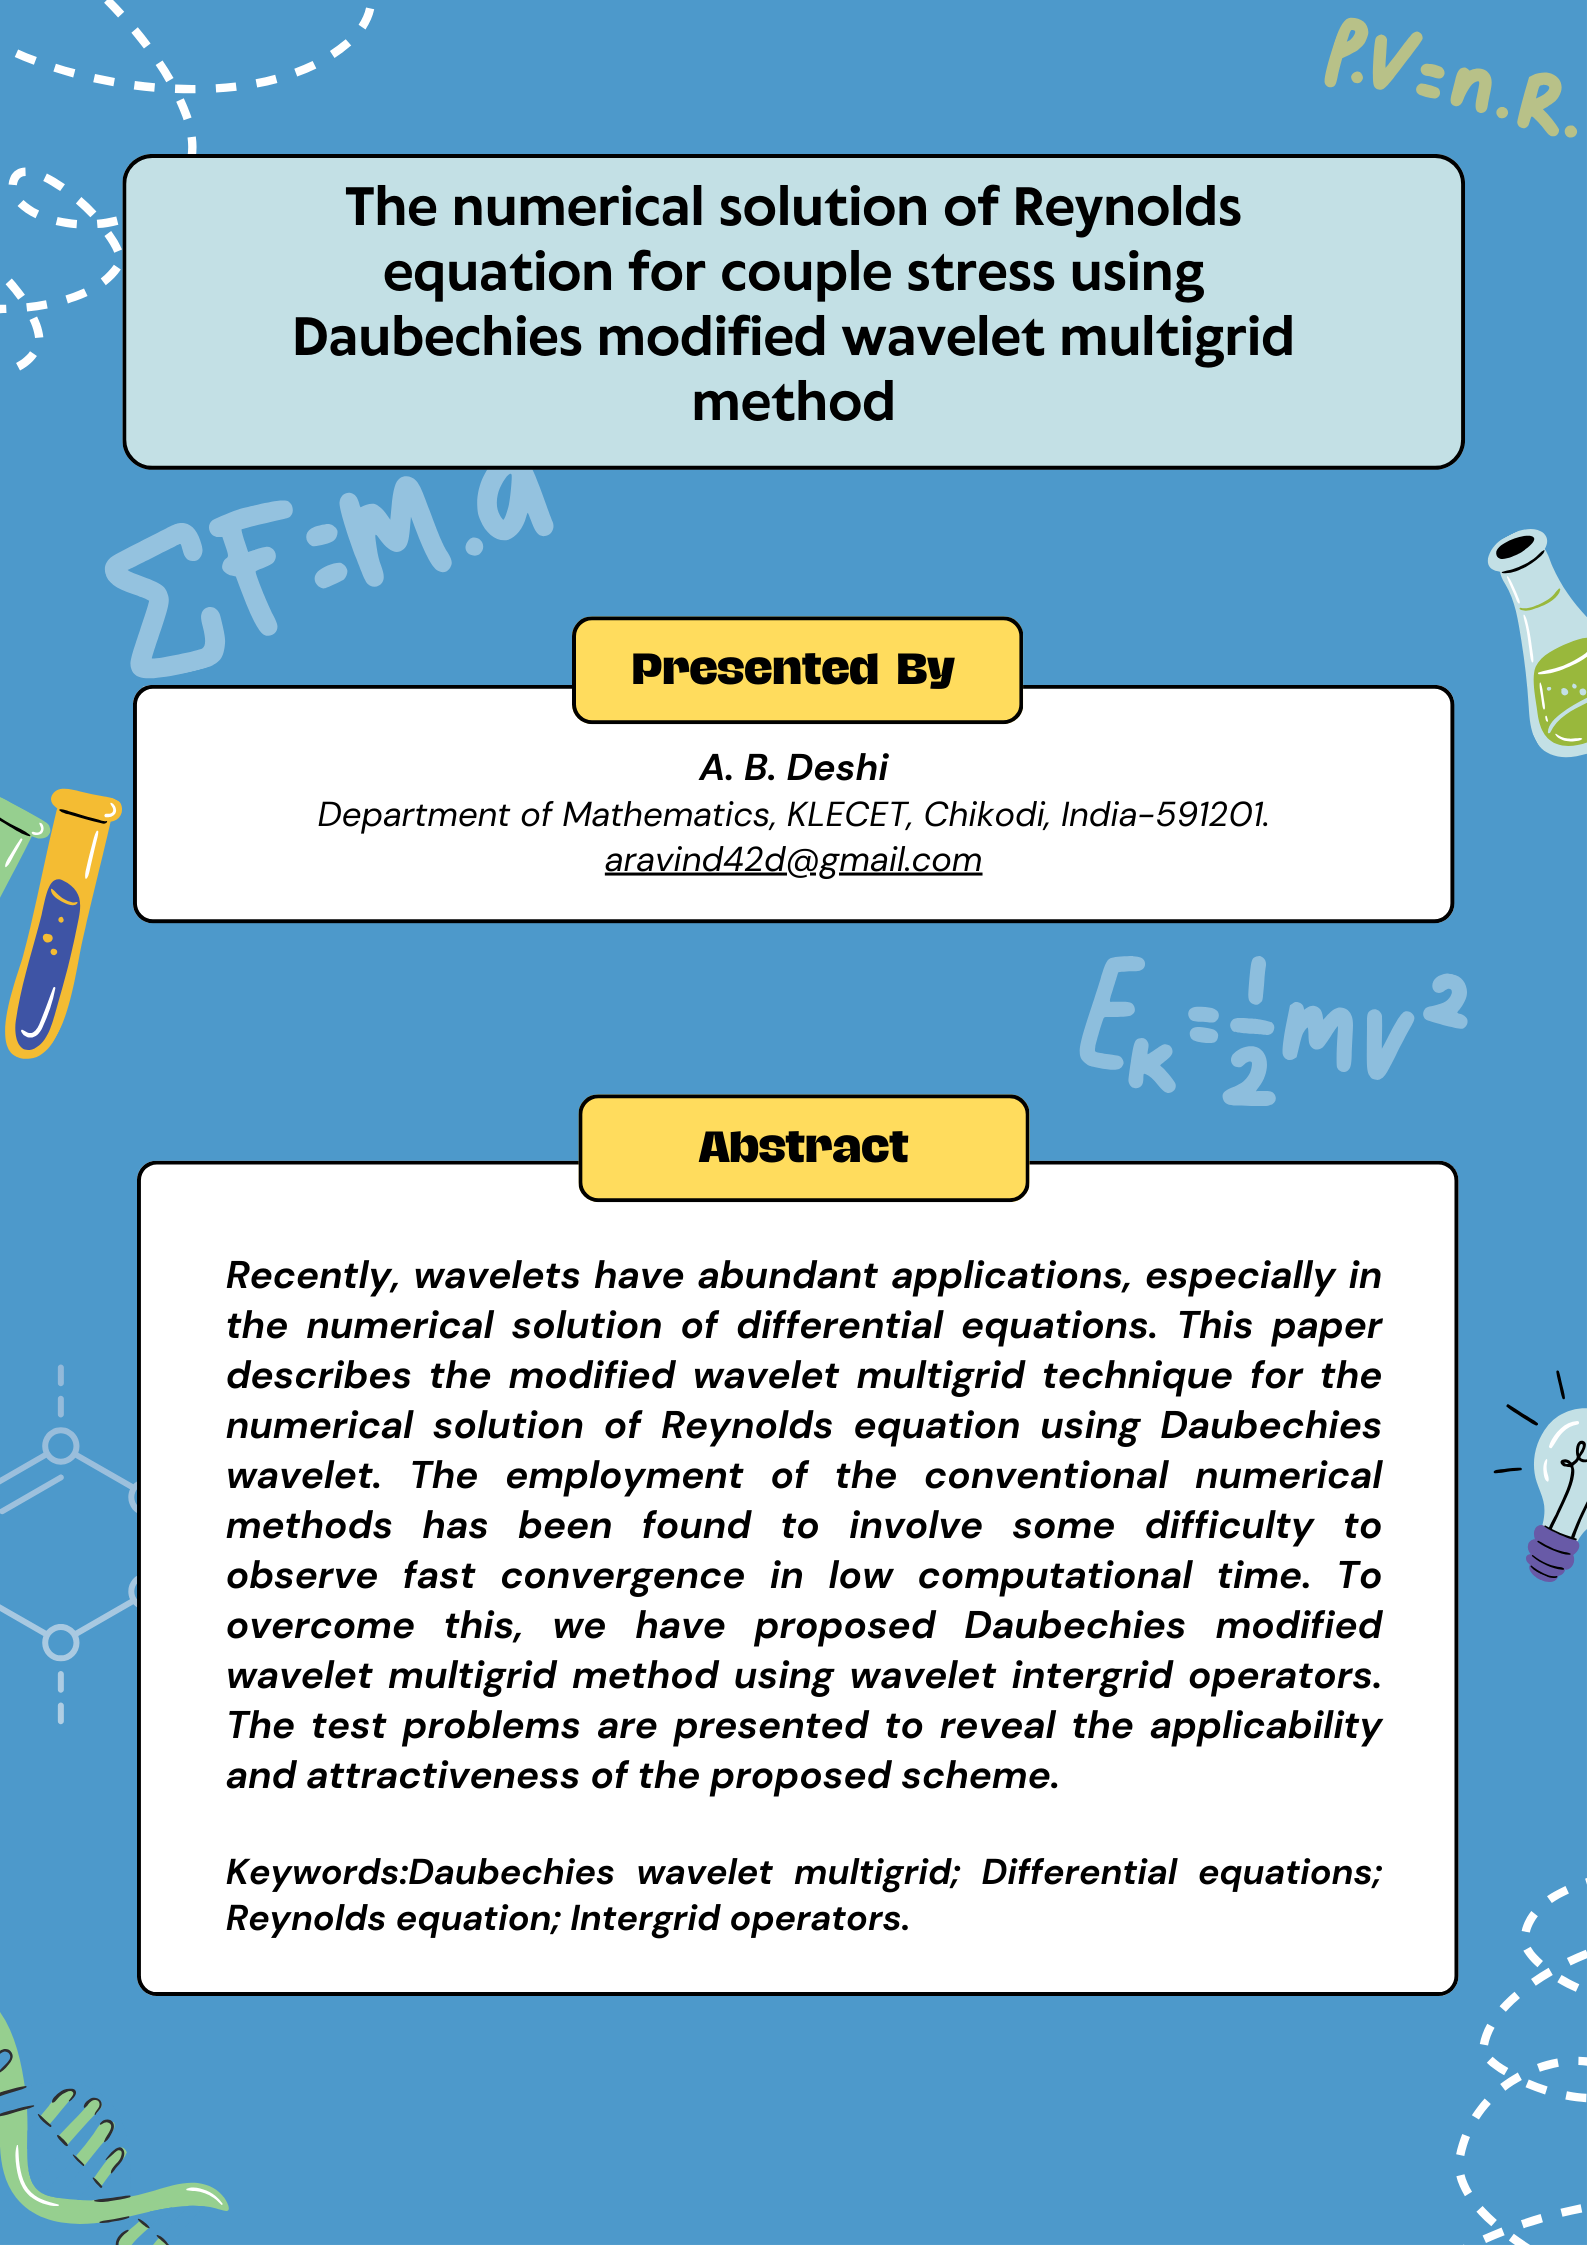 P.V=n.R.
The numerical solution of Reynolds
equation for couple stress using
Daubechies modified wavelet multigrid
method
ΣF=M.a
Presented By
A. B. Deshi
Department of Mathematics, KLECET, Chikodi, India-591201.
aravind42d@gmail.com
Eₖ=½mv²
Abstract
Recently, wavelets have abundant applications, especially in
the numerical solution of differential equations. This paper
describes the modified wavelet multigrid technique for the
numerical solution of Reynolds equation using Daubechies
wavelet. The employment of the conventional numerical
methods has been found to involve some difficulty to
observe fast convergence in low computational time. To
overcome this, we have proposed Daubechies modified
wavelet multigrid method using wavelet intergrid operators.
The test problems are presented to reveal the applicability
and attractiveness of the proposed scheme.
Keywords:Daubechies wavelet multigrid; Differential equations;
Reynolds equation; Intergrid operators.